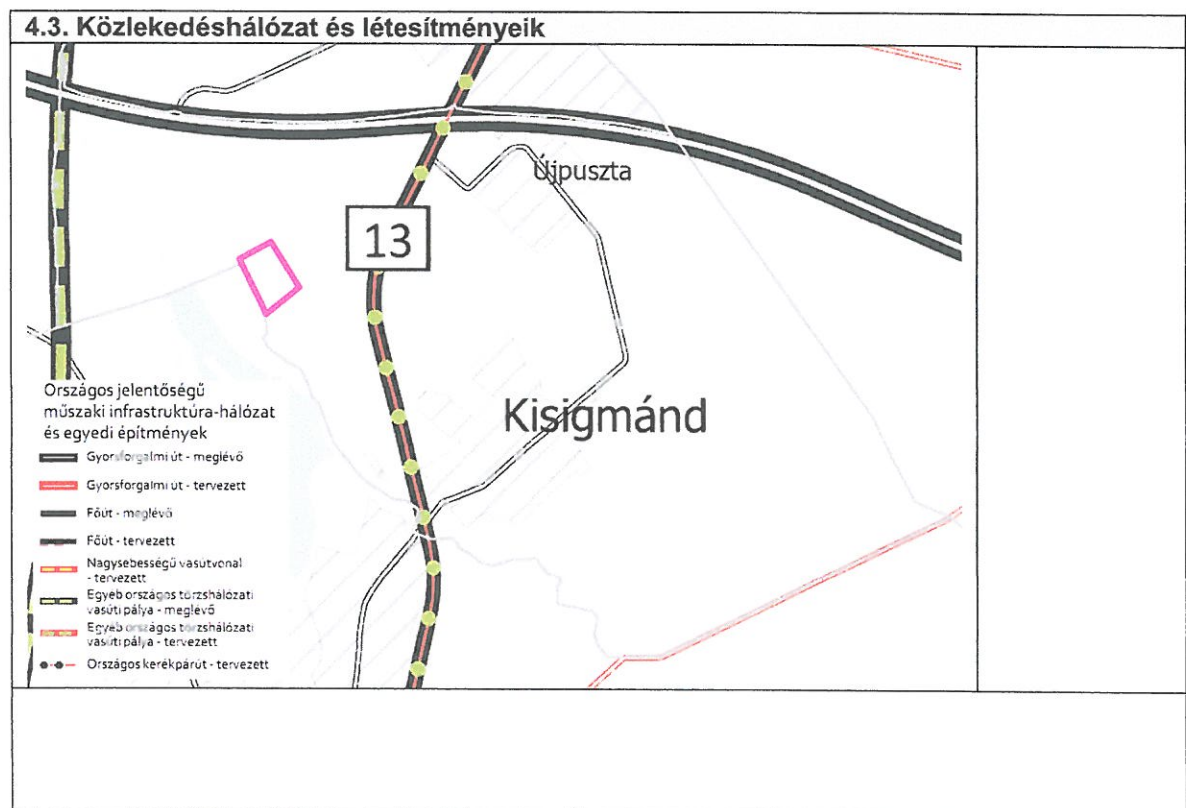 4.3. Közlekedéshálózat és létesítményeik
Újpuszta
13
Kisigmánd
Országos jelentőségű
műszaki infrastruktúra-hálózat
és egyedi építmények
Gyorsforgalmi út - meglévő
Gyorsforgalmi út - tervezett
Főút - meglévő
Főút - tervezett
Nagysebességű vasútvonal
- tervezett
Egyéb országos törzshálózati
vasúti pálya - meglévő
Egyéb országos törzshálózati
vasúti pálya - tervezett
Országos kerékpárút - tervezett